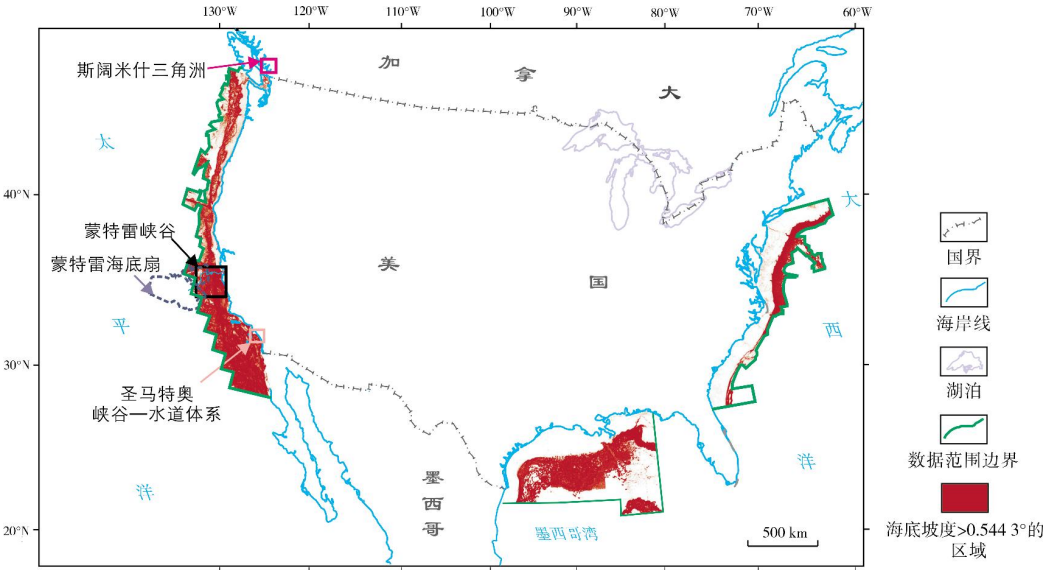 130°W 120°W 110°W 100°W 90°W 80°W 70°W 60°W
斯阔米什三角洲
加
拿
大
太
平
洋
40°N
30°N
20°N
蒙特雷峡谷
蒙特雷海底扇
圣马特奥
峡谷—水道体系
美
国
墨
西
哥
墨西哥湾
大
西
洋
500 km
国界
海岸线
湖泊
数据范围边界
海底坡度>0.544 3°的
区域